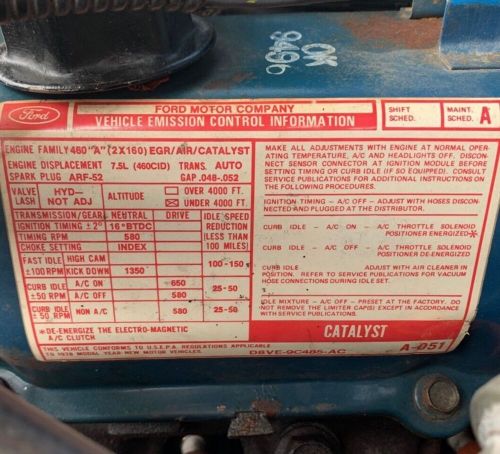 OK
9490
Ford
FORD MOTOR COMPANY
VEHICLE EMISSION CONTROL INFORMATION
SHIFT SCHED.
MAINT. SCHED. A
ENGINE FAMILY 460 "A" (2X160) EGR/AIR/CATALYST
ENGINE DISPLACEMENT 7.5L (460CID) TRANS. AUTO
SPARK PLUG ARF-52 GAP .048-.052
VALVE LASH HYD- NOT ADJ ALTITUDE
OVER 4000 FT.
UNDER 4000 FT.
TRANSMISSION/GEAR NEUTRAL DRIVE IDLE SPEED REDUCTION (LESS THAN 100 MILES)
IGNITION TIMING ± 2° 16°BTDC
TIMING RPM 580
CHOKE SETTING INDEX
FAST IDLE ±100 RPM HIGH CAM 100-150
KICK DOWN 1350
CURB IDLE ±50 RPM A/C ON 650 25-50
A/C OFF 580
CURB IDLE ± 50 RPM NON A/C 580 25-50
*DE-ENERGIZE THE ELECTRO-MAGNETIC
A/C CLUTCH
THIS VEHICLE CONFORMS TO U.S.E.P.A. REGULATIONS APPLICABLE
TO 1978 MODEL YEAR NEW MOTOR VEHICLES.
D8VE-9C485-AC
MAKE ALL ADJUSTMENTS WITH ENGINE AT NORMAL OPER-
ATING TEMPERATURE, A/C AND HEADLIGHTS OFF. DISCON-
NECT SENSOR CONNECTOR AT IGNITION MODULE BEFORE
SETTING TIMING OR CURB IDLE (IF SO EQUIPPED). CONSULT
SERVICE PUBLICATIONS FOR ADDITIONAL INSTRUCTIONS ON
THE FOLLOWING PROCEDURES.
IGNITION TIMING - A/C OFF - ADJUST WITH HOSES DISCON-
NECTED AND PLUGGED AT THE DISTRIBUTOR.
CURB IDLE - A/C ON - A/C THROTTLE SOLENOID
POSITIONER ENERGIZED*
CURB IDLE - A/C OFF - A/C THROTTLE SOLENOID
POSITIONER DE-ENERGIZED
CURB IDLE ADJUST WITH AIR CLEANER IN
POSITION. REFER TO SERVICE PUBLICATIONS FOR VACUUM
HOSE CONNECTIONS DURING IDLE SET.
IDLE MIXTURE - A/C OFF - PRESET AT THE FACTORY. DO
NOT REMOVE THE LIMITER CAP(S) EXCEPT IN ACCORDANCE
WITH SERVICE PUBLICATIONS.
CATALYST
A-051